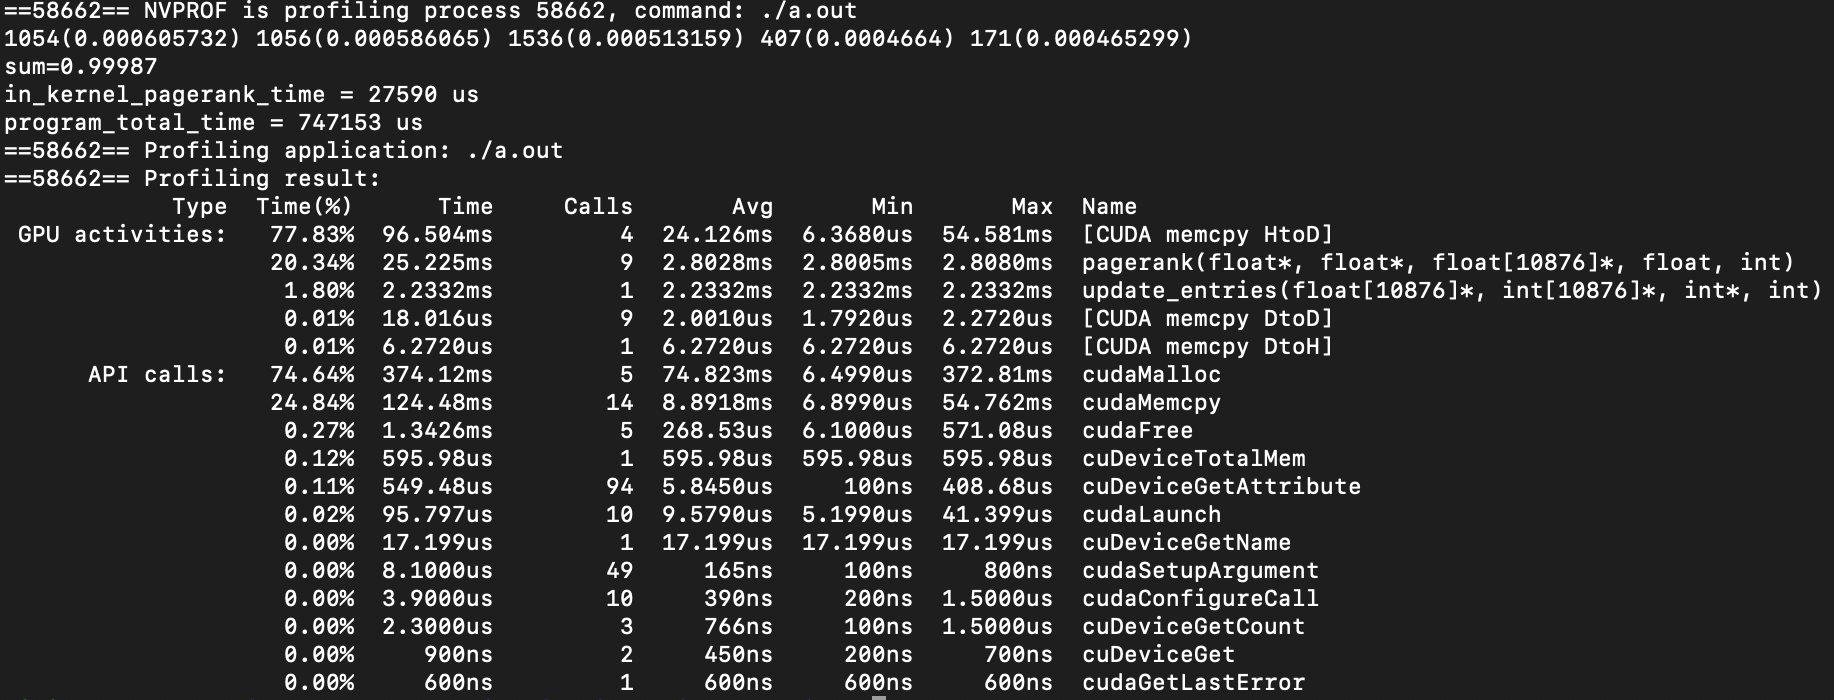 ==58662== NVPROF is profiling process 58662, command: ./a.out
1054(0.000605732) 1056(0.000586065) 1536(0.000513159) 407(0.0004664) 171(0.000465299)
sum=0.99987
in_kernel_pagerank_time = 27590 us
program_total_time = 747153 us
==58662== Profiling application: ./a.out
==58662== Profiling result:
            Type  Time(%)      Time     Calls       Avg       Min       Max  Name
 GPU activities:   77.83%  96.504ms         4  24.126ms  6.3680us  54.581ms  [CUDA memcpy HtoD]
                   20.34%  25.225ms         9  2.8028ms  2.8005ms  2.8080ms  pagerank(float*, float*, float[10876]*, float, int)
                    1.80%  2.2332ms         1  2.2332ms  2.2332ms  2.2332ms  update_entries(float[10876]*, int[10876]*, int*, int)
                    0.01%  18.016us         9  2.0010us  1.7920us  2.2720us  [CUDA memcpy DtoD]
                    0.01%  6.2720us         1  6.2720us  6.2720us  6.2720us  [CUDA memcpy DtoH]
      API calls:   74.64%  374.12ms         5  74.823ms  6.4990us  372.81ms  cudaMalloc
                   24.84%  124.48ms        14  8.8918ms  6.8990us  54.762ms  cudaMemcpy
                    0.27%  1.3426ms         5  268.53us  6.1000us  571.08us  cudaFree
                    0.12%  595.98us         1  595.98us  595.98us  595.98us  cuDeviceTotalMem
                    0.11%  549.48us        94  5.8450us     100ns  408.68us  cuDeviceGetAttribute
                    0.02%  95.797us        10  9.5790us  5.1990us  41.399us  cudaLaunch
                    0.00%  17.199us         1  17.199us  17.199us  17.199us  cuDeviceGetName
                    0.00%  8.1000us        49     165ns     100ns     800ns  cudaSetupArgument
                    0.00%  3.9000us        10     390ns     200ns  1.5000us  cudaConfigureCall
                    0.00%  2.3000us         3     766ns     100ns  1.5000us  cuDeviceGetCount
                    0.00%     900ns         2     450ns     200ns     700ns  cuDeviceGet
                    0.00%     600ns         1     600ns     600ns     600ns  cudaGetLastError